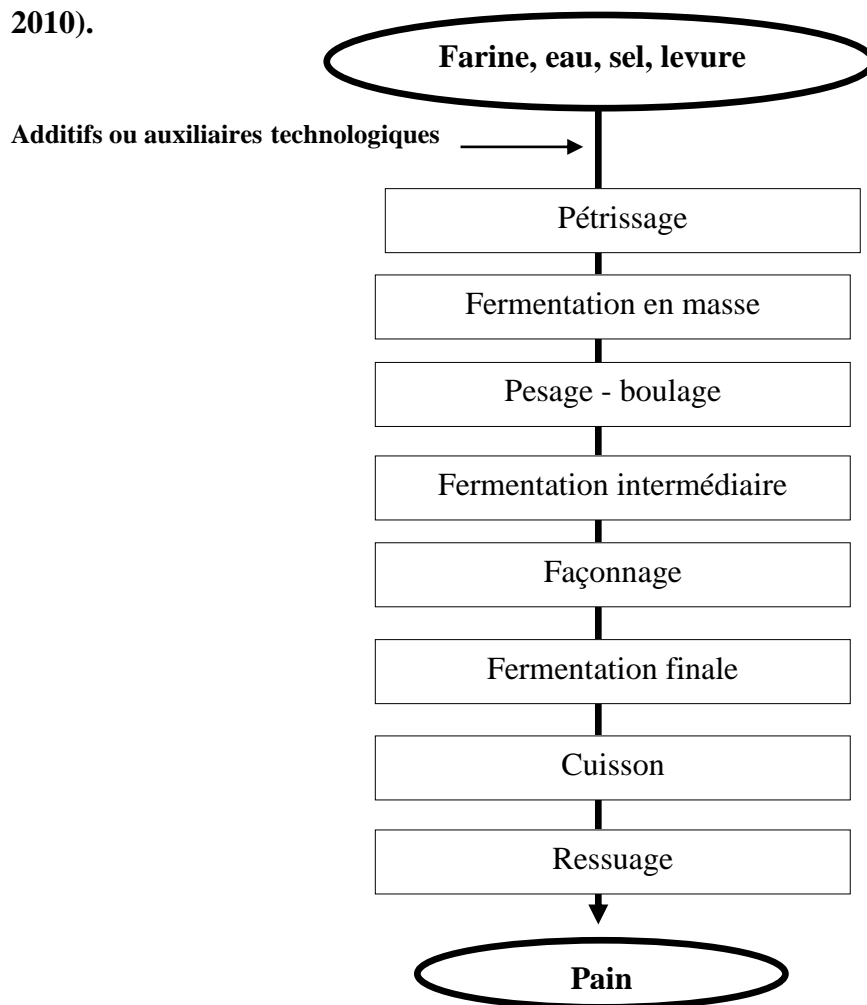 2010).
Farine, eau, sel, levure
Additifs ou auxiliaires technologiques
Pétrissage
Fermentation en masse
Pesage - boulage
Fermentation intermédiaire
Façonnage
Fermentation finale
Cuisson
Ressuage
Pain